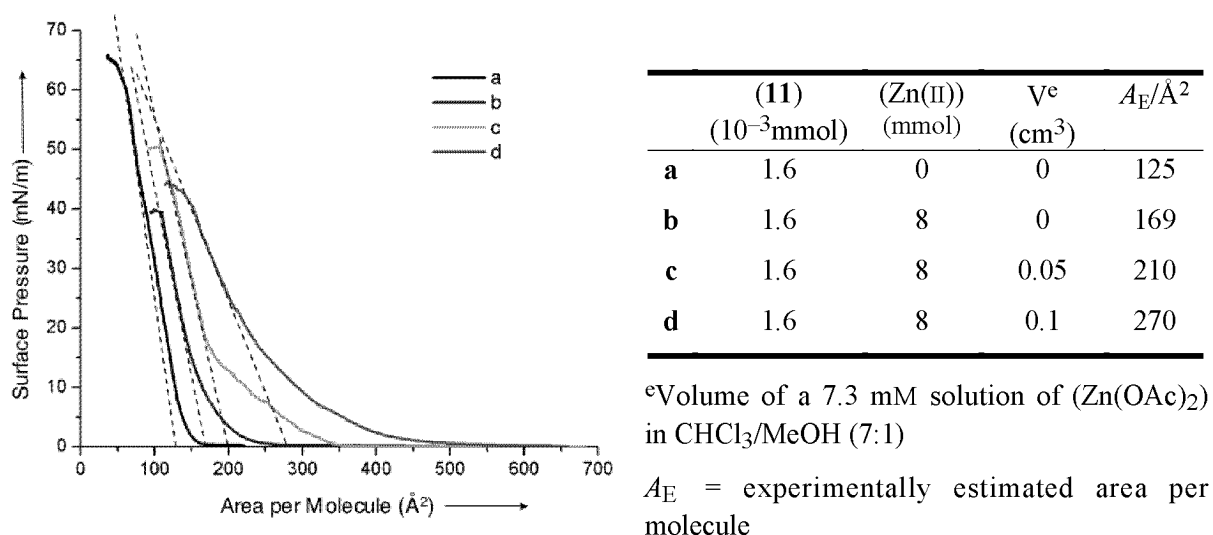 70
60
50
40
30
20
10
0
Surface Pressure (mN/m)
0 100 200 300 400 500 600 700
Area per Molecule (Å²)
a
b
c
d
(11) (Zn(II)) Vᵉ A_E/Å²
(10⁻³mmol) (mmol) (cm³)
a 1.6 0 0 125
b 1.6 8 0 169
c 1.6 8 0.05 210
d 1.6 8 0.1 270
ᵉVolume of a 7.3 mM solution of (Zn(OAc)₂)
in CHCl₃/MeOH (7:1)
A_E = experimentally estimated area per
molecule